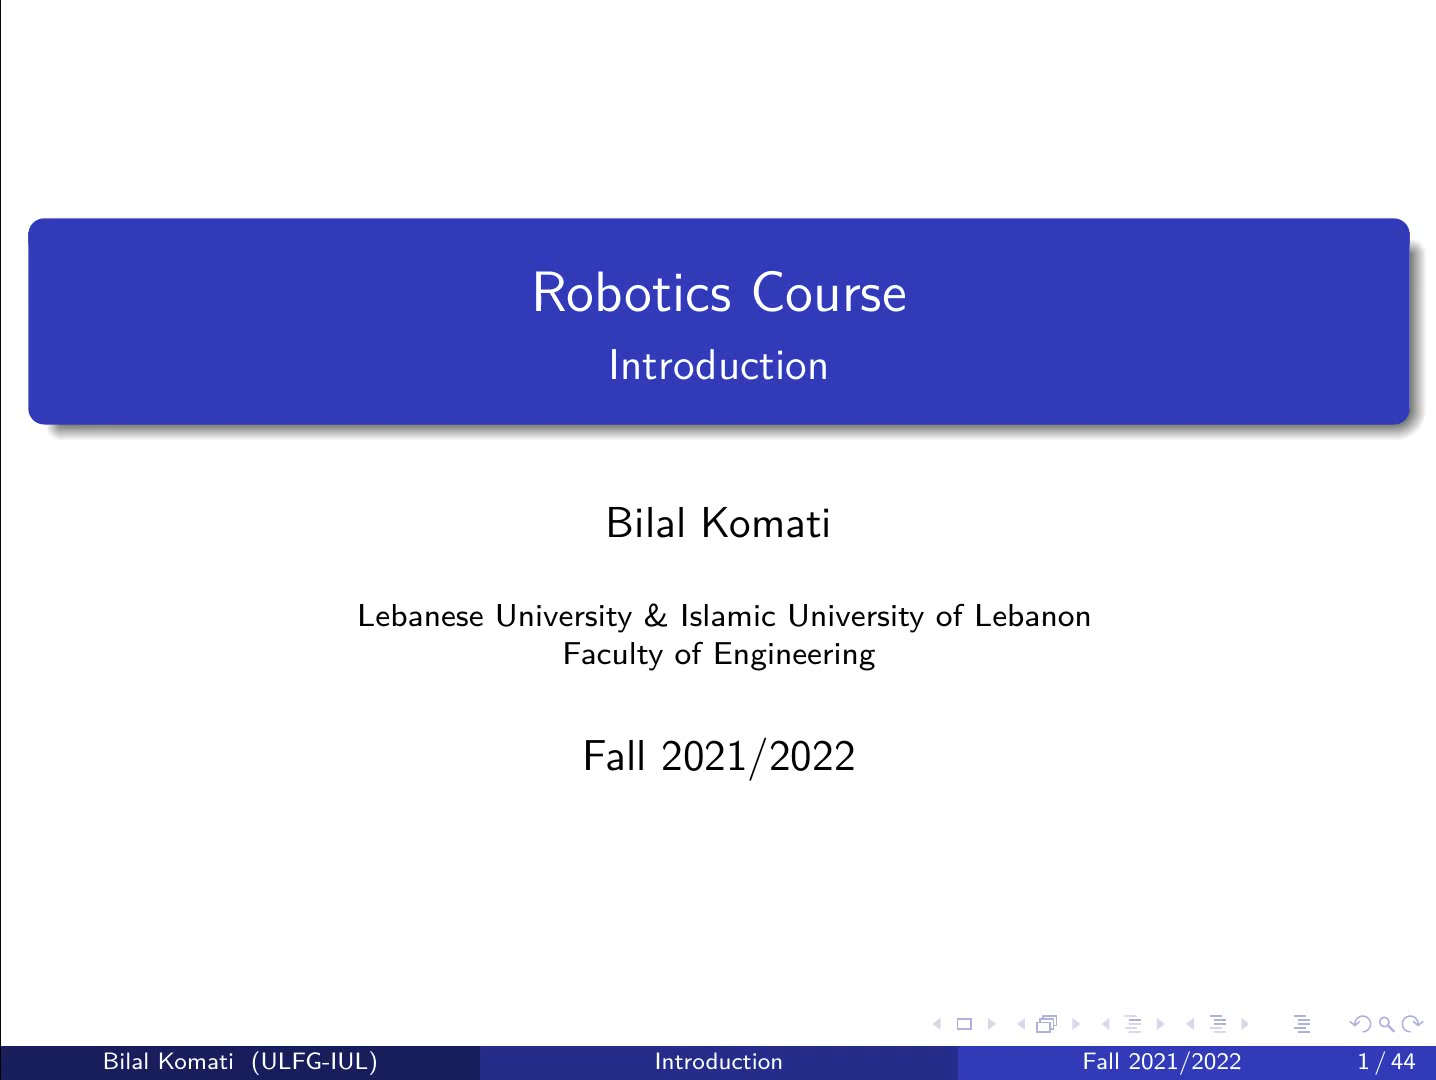 Robotics Course
Introduction
Bilal Komati
Lebanese University & Islamic University of Lebanon
Faculty of Engineering
Fall 2021/2022
Bilal Komati (ULFG-IUL) Introduction Fall 2021/2022 1 / 44